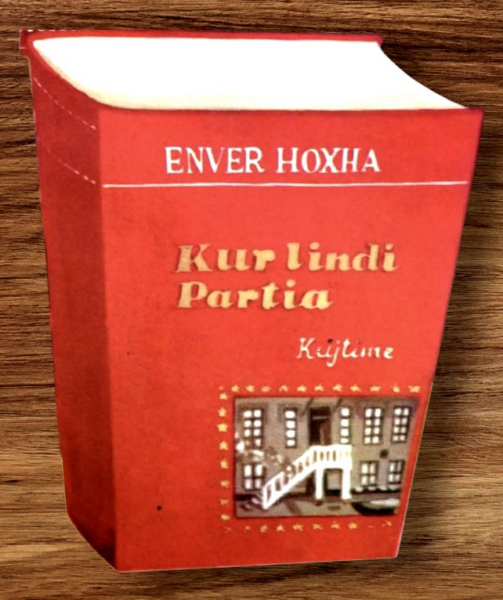 ENVER HOXHA
Kur lindi
Partia
Kujtime